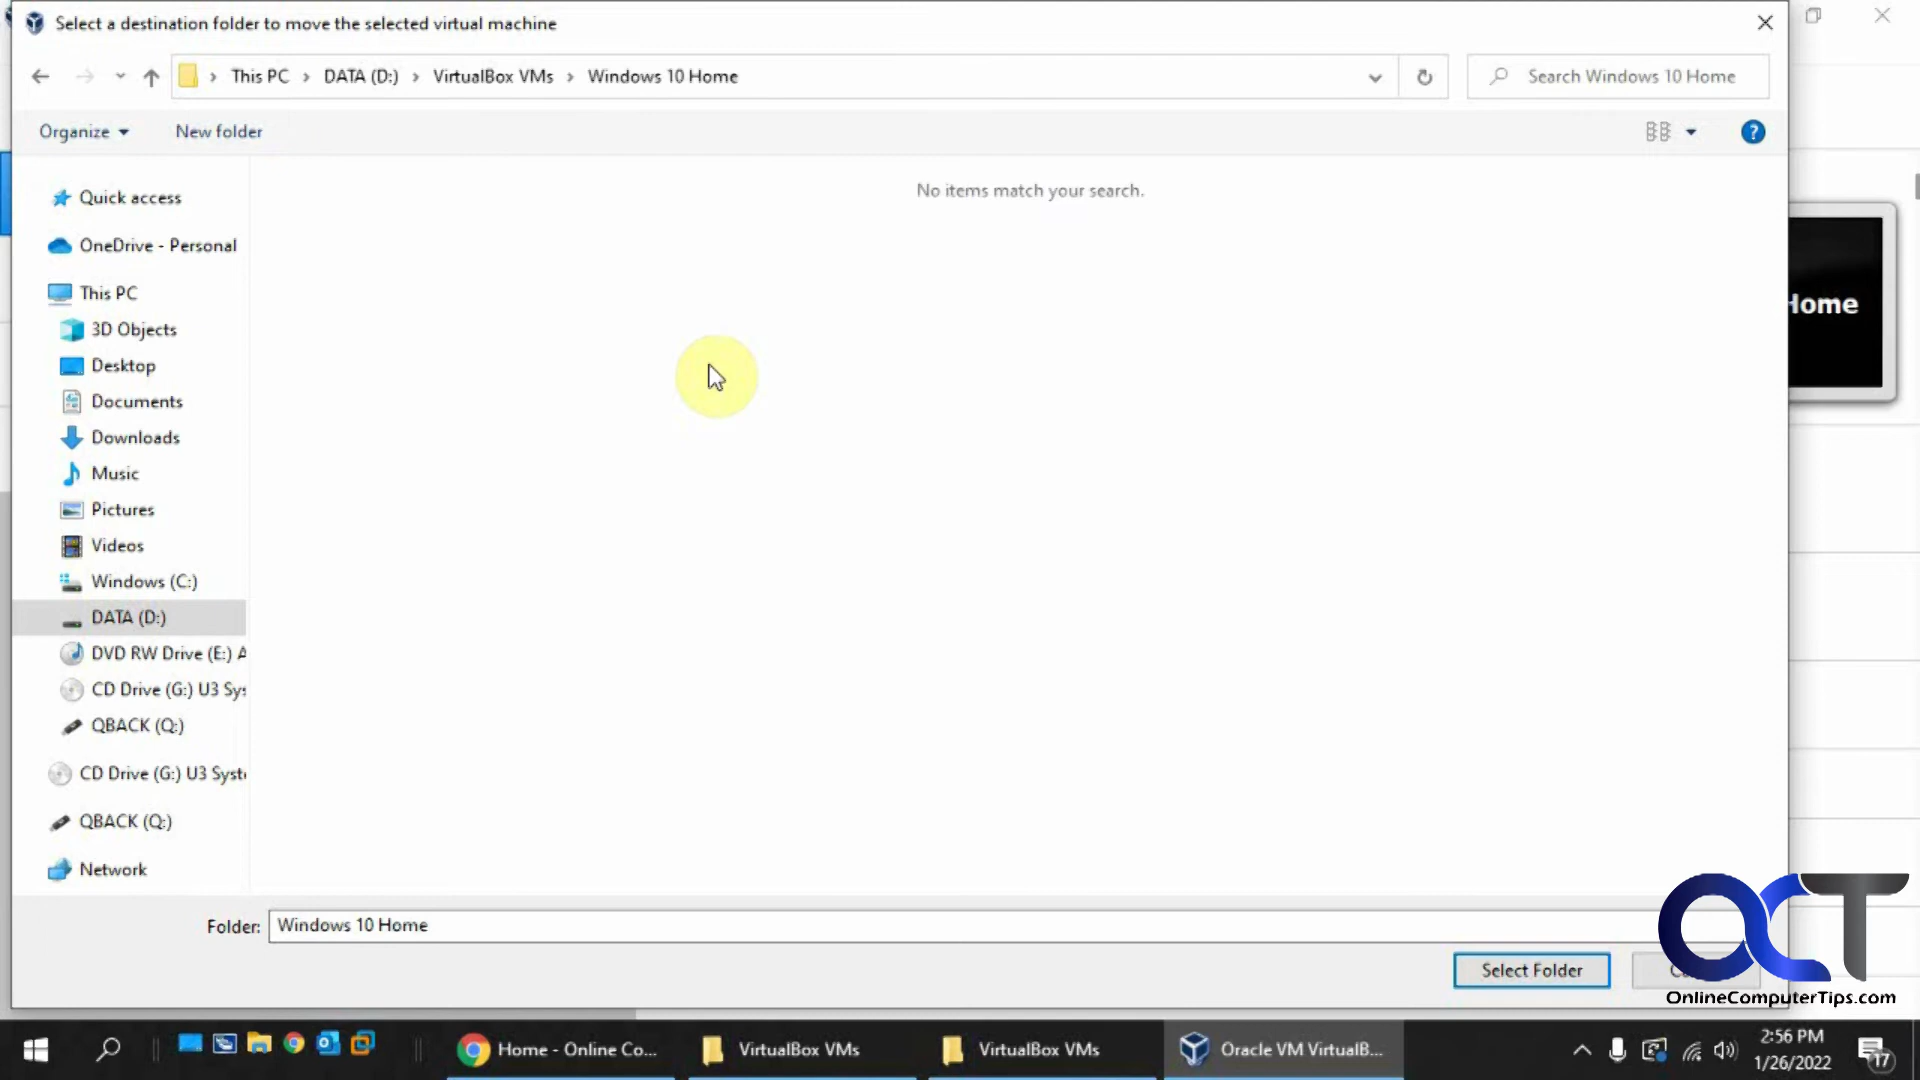 Select a destination folder to move the selected virtual machine
This PC > DATA (D:) > VirtualBox VMs > Windows 10 Home
Search Windows 10 Home
Organize
New folder
?
No items match your search.
Quick access
OneDrive - Personal
This PC
3D Objects
Desktop
Documents
Downloads
Music
Pictures
Videos
Windows (C:)
DATA (D:)
DVD RW Drive (E:) A
CD Drive (G:) U3 Sys
QBACK (Q:)
CD Drive (G:) U3 Syst
QBACK (Q:)
Network
Home
Folder: Windows 10 Home
Select Folder
OCT
OnlineComputerTips.com
Home - Online Co...
VirtualBox VMs
VirtualBox VMs
Oracle VM VirtualB...
2:56 PM
1/26/2022
17